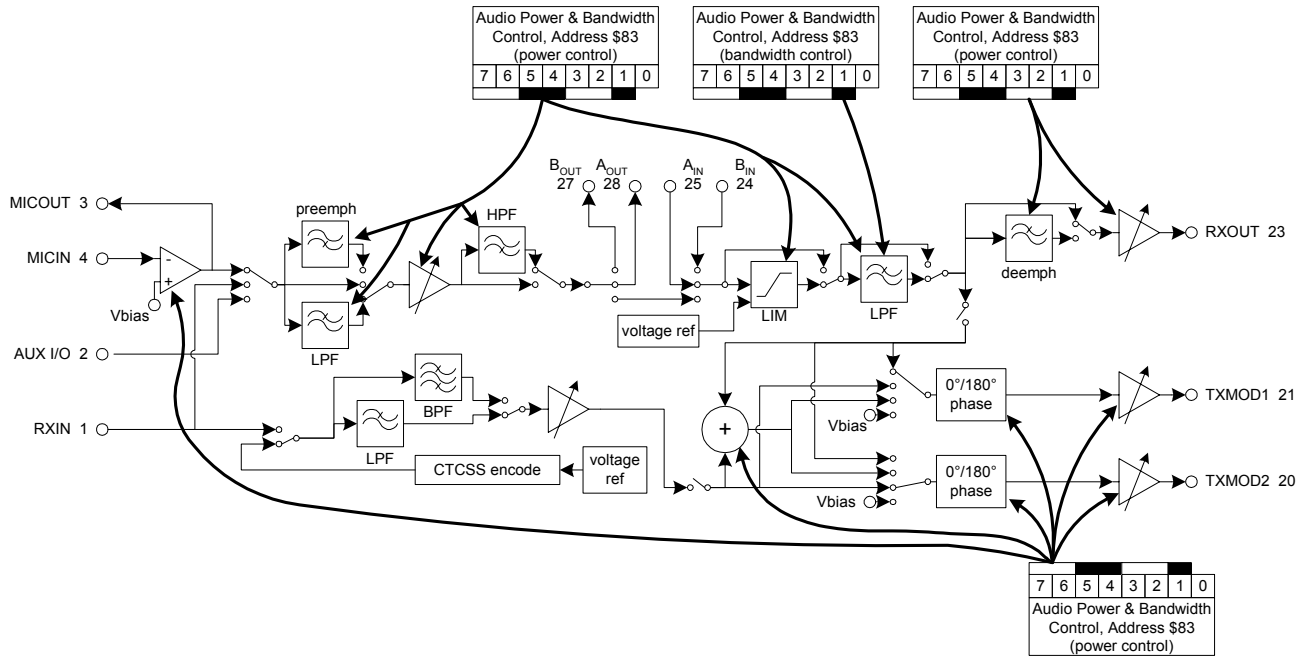 Audio Power & Bandwidth
Control, Address $83
(power control)
7 6 5 4 3 2 1 0
Audio Power & Bandwidth
Control, Address $83
(bandwidth control)
7 6 5 4 3 2 1 0
Audio Power & Bandwidth
Control, Address $83
(power control)
7 6 5 4 3 2 1 0
BOUT
27
AOUT
28
AIN
25
BIN
24
MICOUT 3
preemph
HPF
RXOUT 23
MICIN 4
-
+
deemph
Vbias
LIM
LPF
voltage ref
AUX I/O 2
LPF
BPF
0°/180°
phase
TXMOD1 21
RXIN 1
LPF
+
Vbias
CTCSS encode
voltage
ref
0°/180°
phase
TXMOD2 20
Vbias
7 6 5 4 3 2 1 0
Audio Power & Bandwidth
Control, Address $83
(power control)